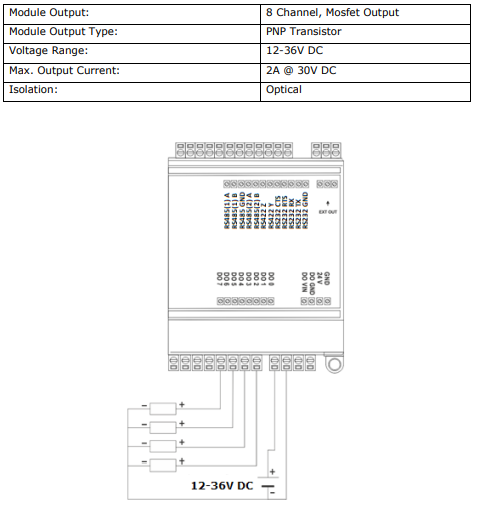 Module Output: 8 Channel, Mosfet Output
Module Output Type: PNP Transistor
Voltage Range: 12-36V DC
Max. Output Current: 2A @ 30V DC
Isolation: Optical
RS485(1) A
RS485(1) B
RS485 GND
RS485(2) A
RS485(2) B
RS422 Z
RS422 Y
RS232 CTS
RS232 RTS
RS232 RX
RS232 TX
RS232 GND
+
EXT OUT
DO 7
DO 6
DO 5
DO 4
DO 3
DO 2
DO 1
DO 0
DO VIN
DO GND
24 V
GND
- +
- +
- +
- +
12-36V DC
+
-